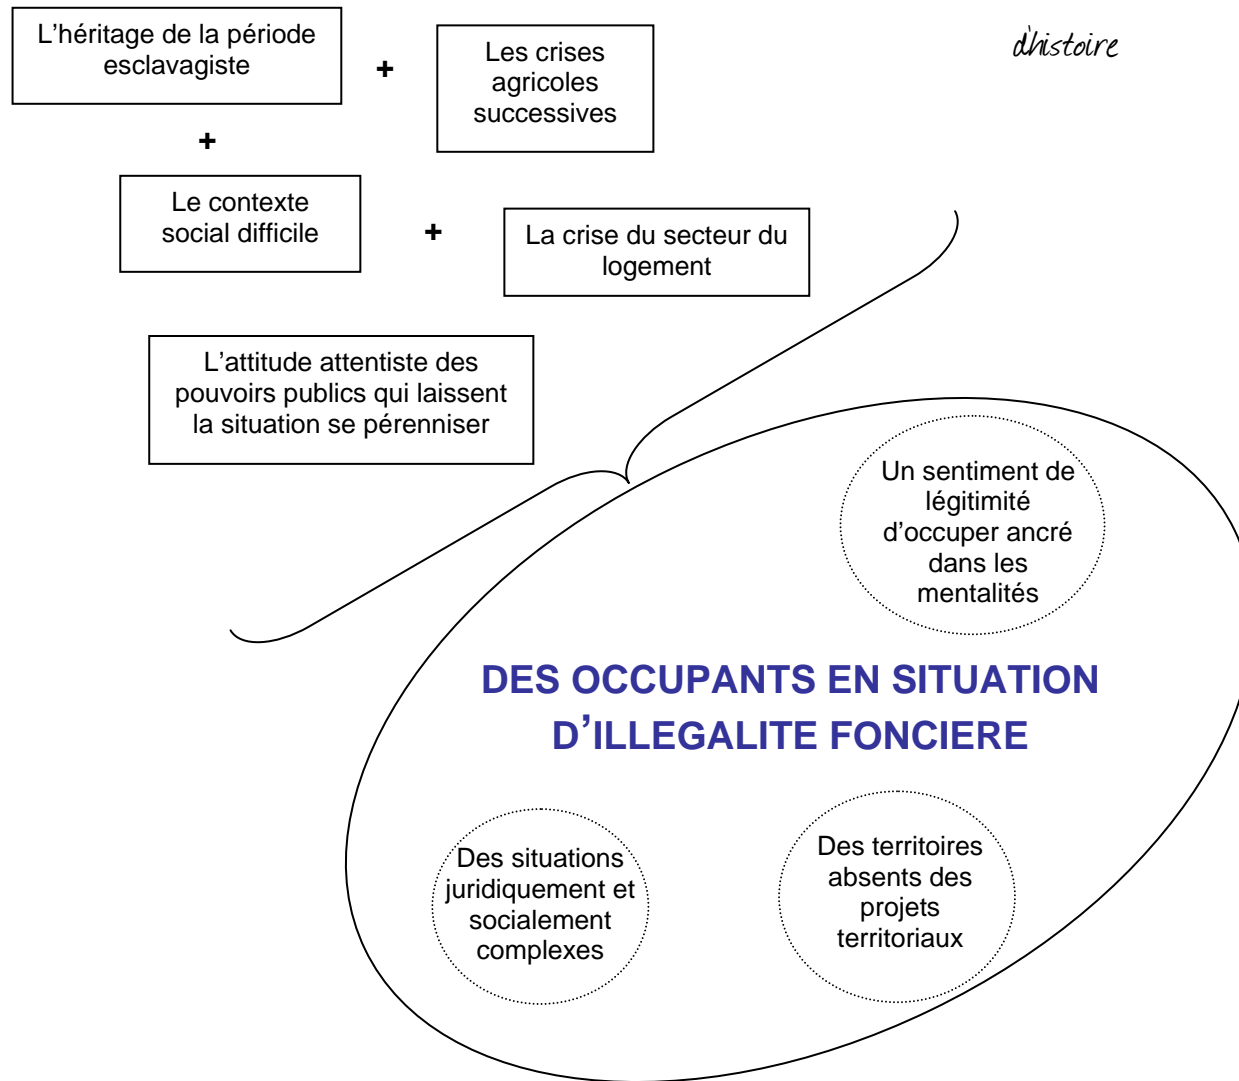 L'héritage de la période
esclavagiste
+
Les crises
agricoles
successives
d'histoire
+
Le contexte
social difficile
+
La crise du secteur du
logement
L'attitude attentiste des
pouvoirs publics qui laissent
la situation se pérenniser
Un sentiment de
légitimité
d'occuper ancré
dans les
mentalités
DES OCCUPANTS EN SITUATION
D'ILLEGALITE FONCIERE
Des situations
juridiquement et
socialement
complexes
Des territoires
absents des
projets
territoriaux